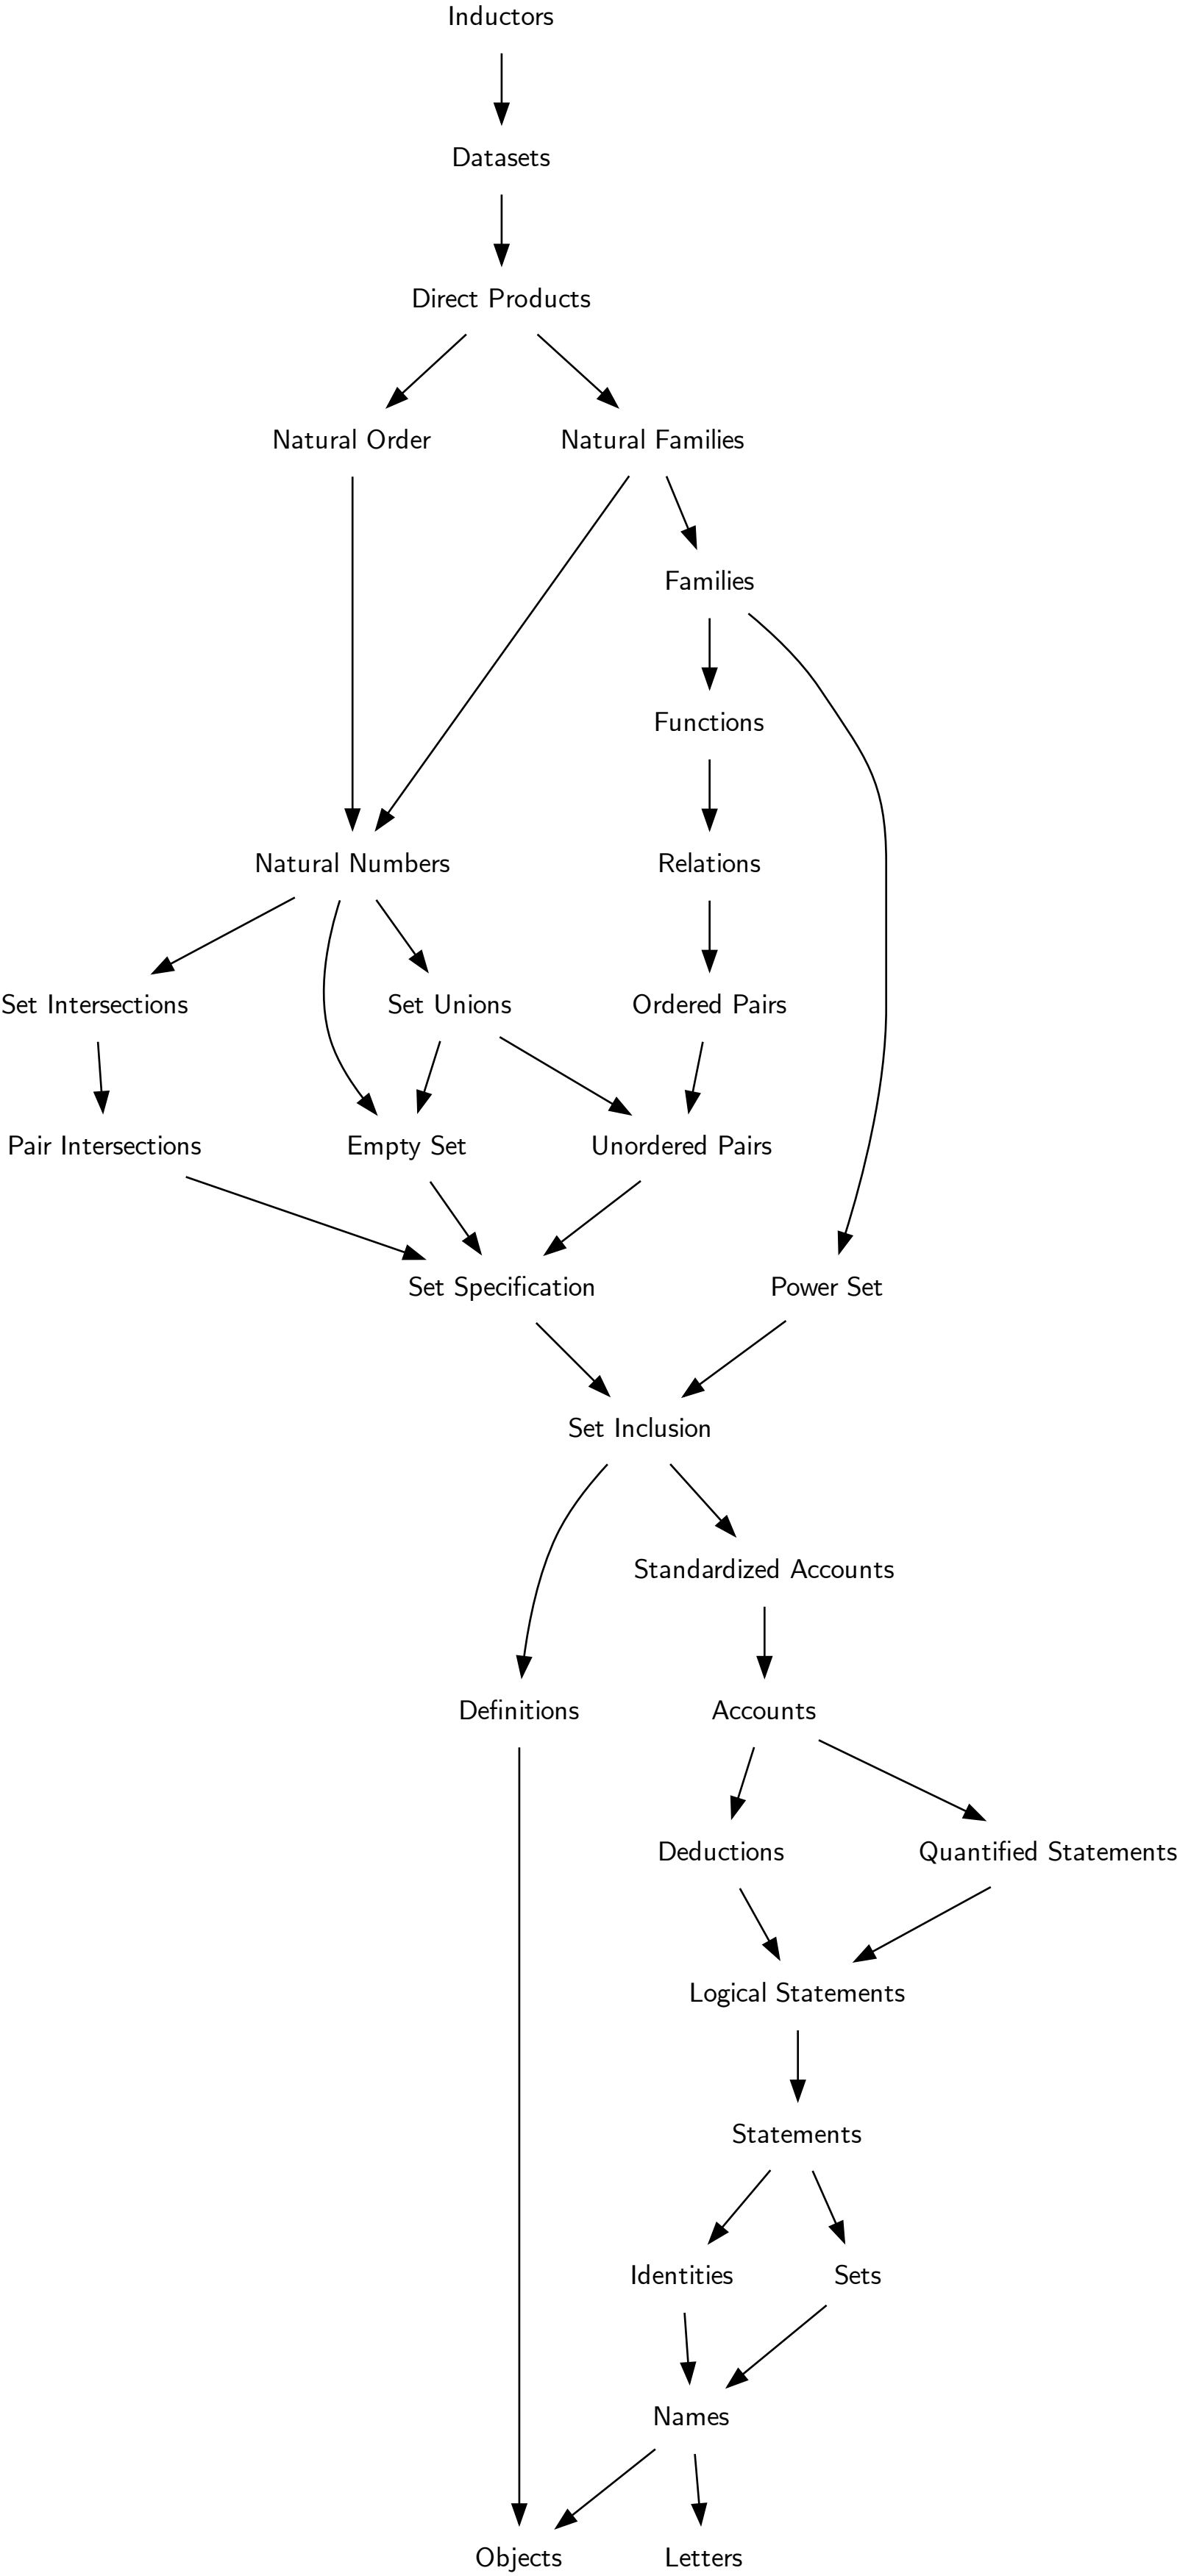 Inductors
Datasets
Direct Products
Natural Order
Natural Families
Families
Functions
Natural Numbers
Relations
Set Intersections
Set Unions
Ordered Pairs
Pair Intersections
Empty Set
Unordered Pairs
Set Specification
Power Set
Set Inclusion
Standardized Accounts
Definitions
Accounts
Deductions
Quantified Statements
Logical Statements
Statements
Identities
Sets
Names
Objects
Letters